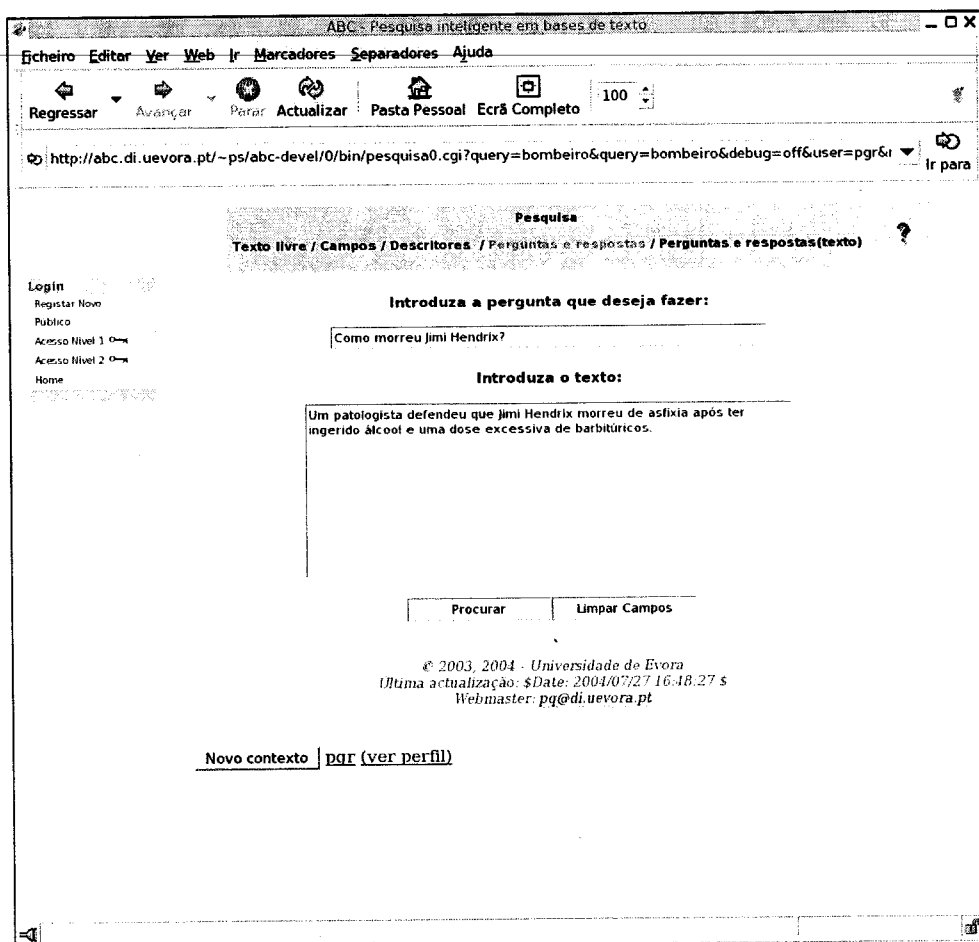 ABC - Pesquisa inteligente em bases de texto
Ficheiro Editar Ver Web Ir Marcadores Separadores Ajuda
Regressar Avançar Parar Actualizar Pasta Pessoal Ecrã Completo 100
http://abc.di.uevora.pt/~ps/abc-devel/0/bin/pesquisa0.cgi?query=bombeiro&query=bombeiro&debug=off&user=pgr&r Ir para
Pesquisa
Texto livre / Campos / Descritores / Perguntas e respostas / Perguntas e respostas(texto) ?
Login
Registar Novo
Público
Acesso Nivel 1
Acesso Nivel 2
Home
Introduza a pergunta que deseja fazer:
Como morreu Jimi Hendrix?
Introduza o texto:
Um patologista defendeu que Jimi Hendrix morreu de asfixia após ter
ingerido álcool e uma dose excessiva de barbitúricos.
Procurar Limpar Campos
© 2003, 2004 - Universidade de Evora
Ultima actualização: $Date: 2004/07/27 16:48:27 $
Webmaster: pq@di.uevora.pt
Novo contexto pgr (ver perfil)